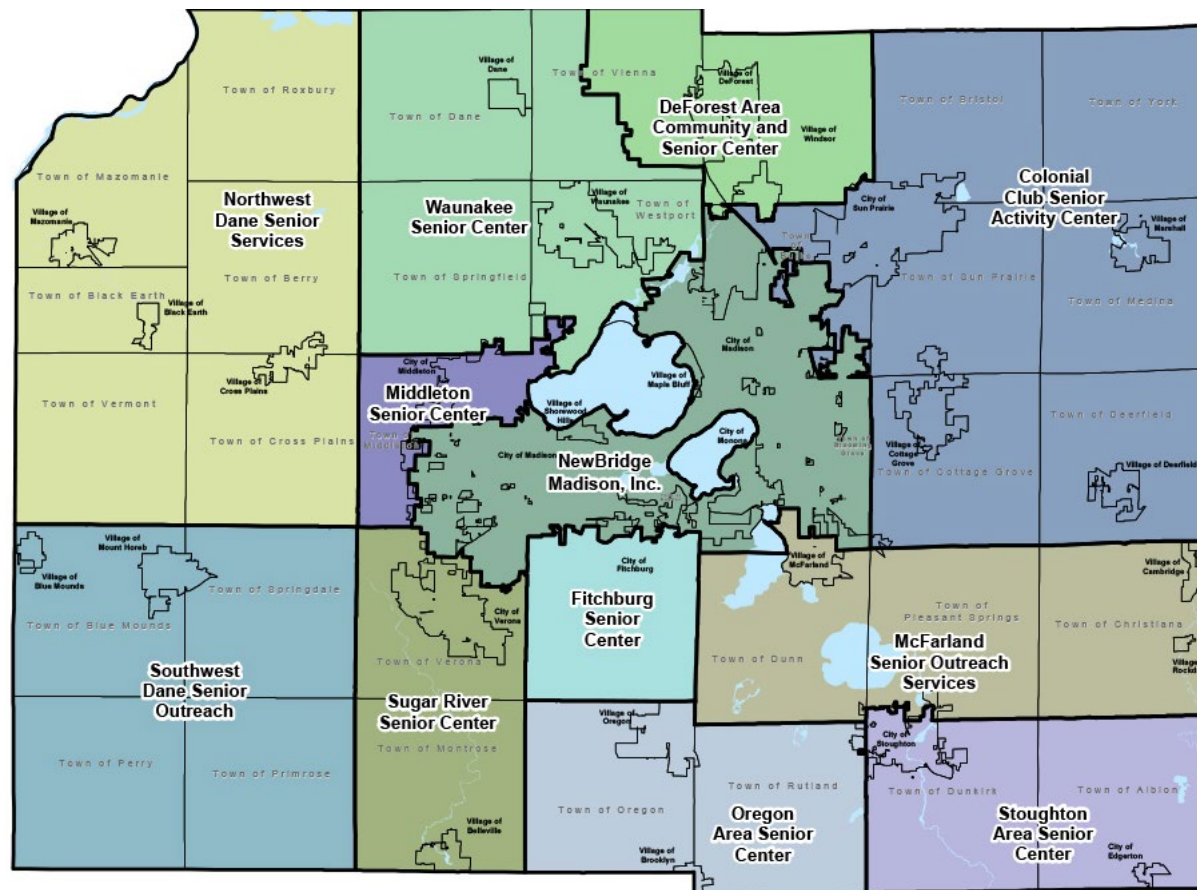 Town of Roxbury
Village of
Dane
Town of Vienna
Village of
DeForest
Town of Dane
DeForest Area
Community and
Senior Center
Village of
Windsor
Town of Bristol
Town of York
Town of Mazomanie
Village of
Mazomanie
Northwest
Dane Senior
Services
Waunakee
Senior Center
Village of
Waunakee
Town of
Westport
City of
Sun Prairie
Colonial
Club Senior
Activity Center
Village of
Marshall
Town of Berry
Town of Springfield
Town
of
Town of Sun Prairie
Town of Medina
Town of Black Earth
Village of
Black Earth
Village of
Cross Plains
City of
Middleton
Middleton
Senior Center
Village of
Shorewood
Hills
Village of
Maple Bluff
City of
Madison
Town of Vermont
Town of Cross Plains
Town of
Middleton
City of Madison
NewBridge
Madison, Inc.
City of
Monona
Town of
Blooming
Grove
Village of
Cottage
Grove
Town of Cottage Grove
Town of Deerfield
Village of Deerfield
Village of
Blue Mounds
Village of
Mount Horeb
Town of Springdale
Town of Blue Mounds
City of
Verona
Town of Verona
City of
Fitchburg
Fitchburg
Senior
Center
Village of
McFarland
Town of
Pleasant Springs
Village of
Cambridge
Town of Christiana
Town of Dunn
McFarland
Senior Outreach
Services
Village of
Rockda
Southwest
Dane Senior
Outreach
Sugar River
Senior Center
Town of Montrose
Village of
Oregon
City of
Stoughton
Town of Perry
Town of Primrose
Town of Oregon
Town of Rutland
Town of Dunkirk
Town of Albion
Village of
Belleville
Oregon
Area Senior
Center
Stoughton
Area Senior
Center
Village of
Brooklyn
City of
Edgerton